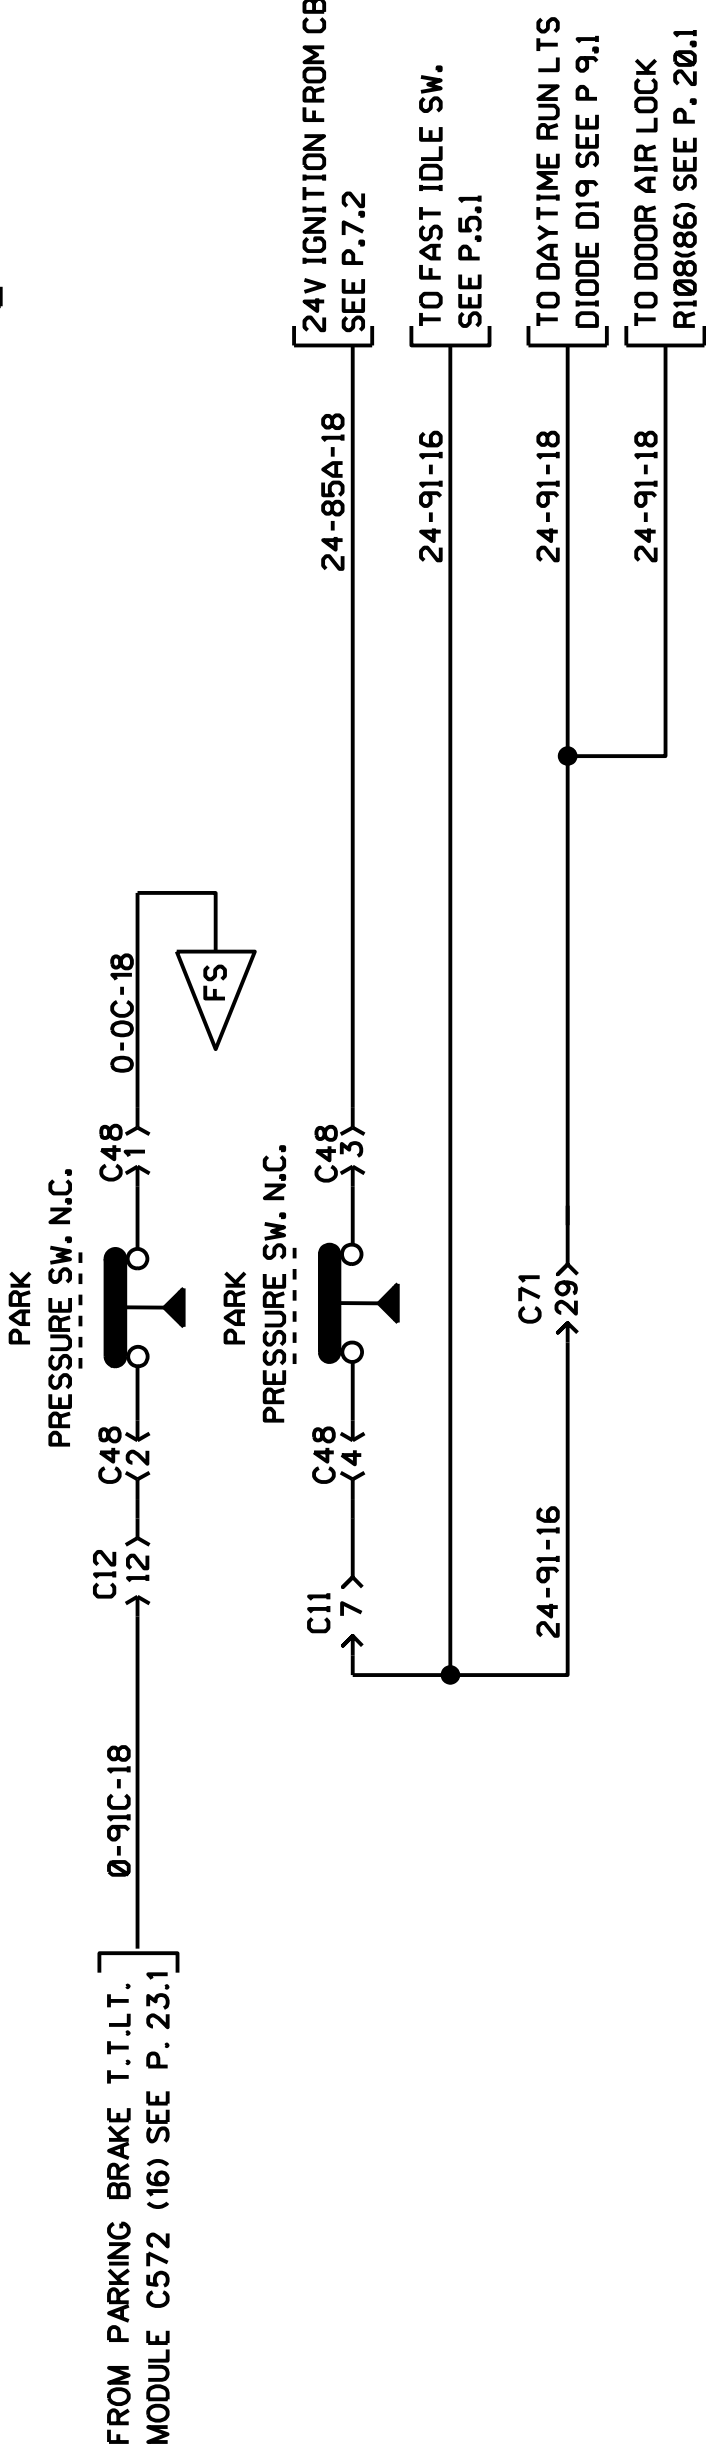 FROM PARKING BRAKE T.T.LT.
MODULE C572 (16) SEE P. 23.1
0-91C-18
C12
12
C48
2
PARK
PRESSURE SW. N.C.
C48
1
0-0C-18
FS
C11
7
C48
4
PARK
PRESSURE SW. N.C.
C48
3
24-85A-18
24V IGNITION FROM CB
SEE P.7.2
24-91-16
TO FAST IDLE SW.
SEE P.5.1
24-91-16
C71
29
24-91-18
TO DAYTIME RUN LTS
DIODE D19 SEE P 9.1
24-91-18
TO DOOR AIR LOCK
R108(86) SEE P. 20.1